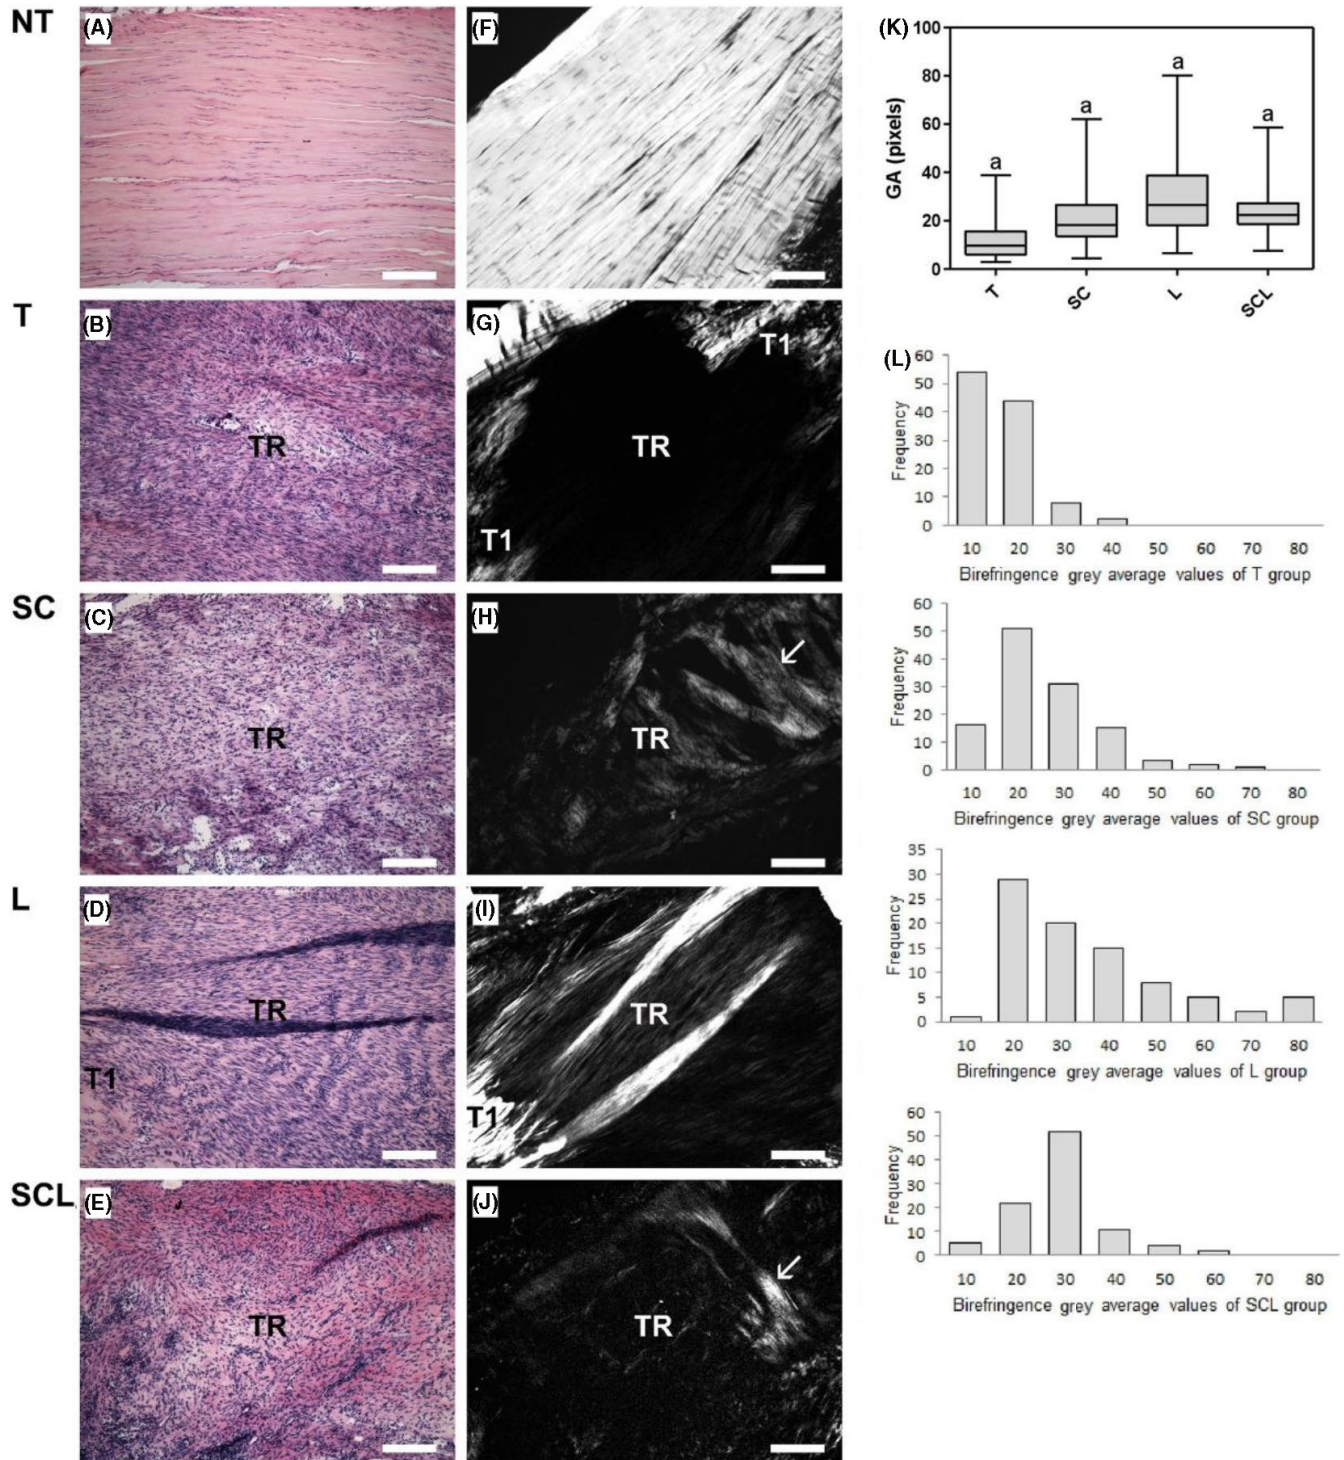 NT
(A)
(F)
T
(B)
TR
(G)
T1
TR
T1
SC
(C)
TR
(H)
TR
L
(D)
TR
T1
(I)
TR
T1
SCL
(E)
TR
(J)
TR
(K)
GA (pixels)
100
80
60
40
20
0
a
a
a
a
T
SC
L
SCL
(L)
Frequency
60
50
40
30
20
10
0
10 20 30 40 50 60 70 80
Birefringence grey average values of T group
Frequency
60
50
40
30
20
10
0
10 20 30 40 50 60 70 80
Birefringence grey average values of SC group
Frequency
35
30
25
20
15
10
5
0
10 20 30 40 50 60 70 80
Birefringence grey average values of L group
Frequency
60
50
40
30
20
10
0
10 20 30 40 50 60 70 80
Birefringence grey average values of SCL group